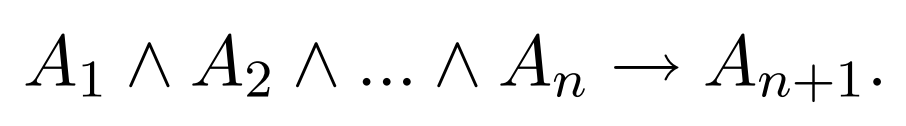 A₁ ∧ A₂ ∧ ... ∧ Aₙ → Aₙ₊₁.